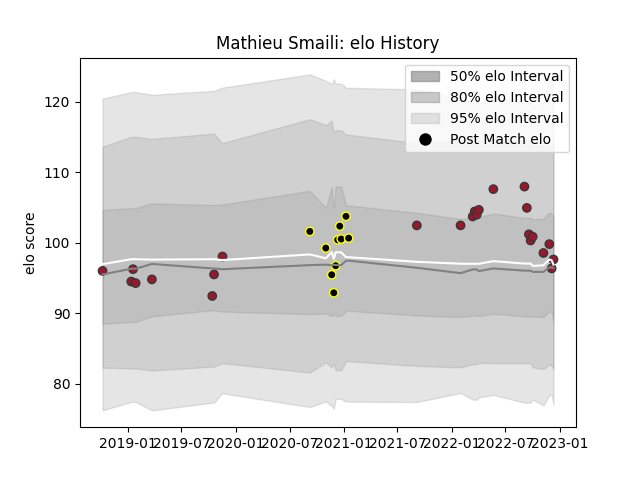 Mathieu Smaili: elo History
50% elo Interval
80% elo Interval
95% elo Interval
Post Match elo
elo score
120
110
100
90
80
2019-01 2019-07 2020-01 2020-07 2021-01 2021-07 2022-01 2022-07 2023-01